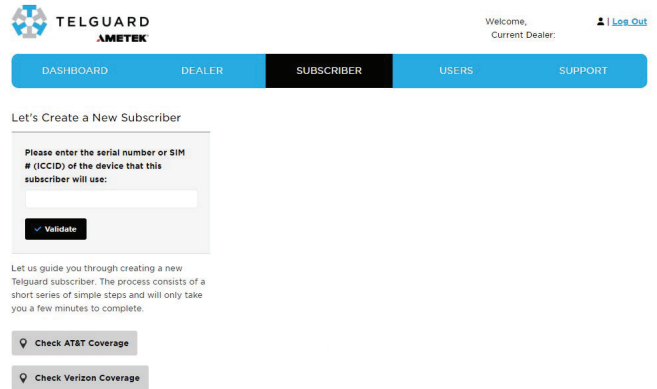 TELGUARD
AMETEK
Welcome,
| Log Out
Current Dealer:
DASHBOARD DEALER SUBSCRIBER USERS SUPPORT
Let's Create a New Subscriber
Please enter the serial number or SIM
# (ICCID) of the device that this
subscriber will use:
Validate
Let us guide you through creating a new
Telguard subscriber. The process consists of a
short series of simple steps and will only take
you a few minutes to complete.
Check AT&T Coverage
Check Verizon Coverage